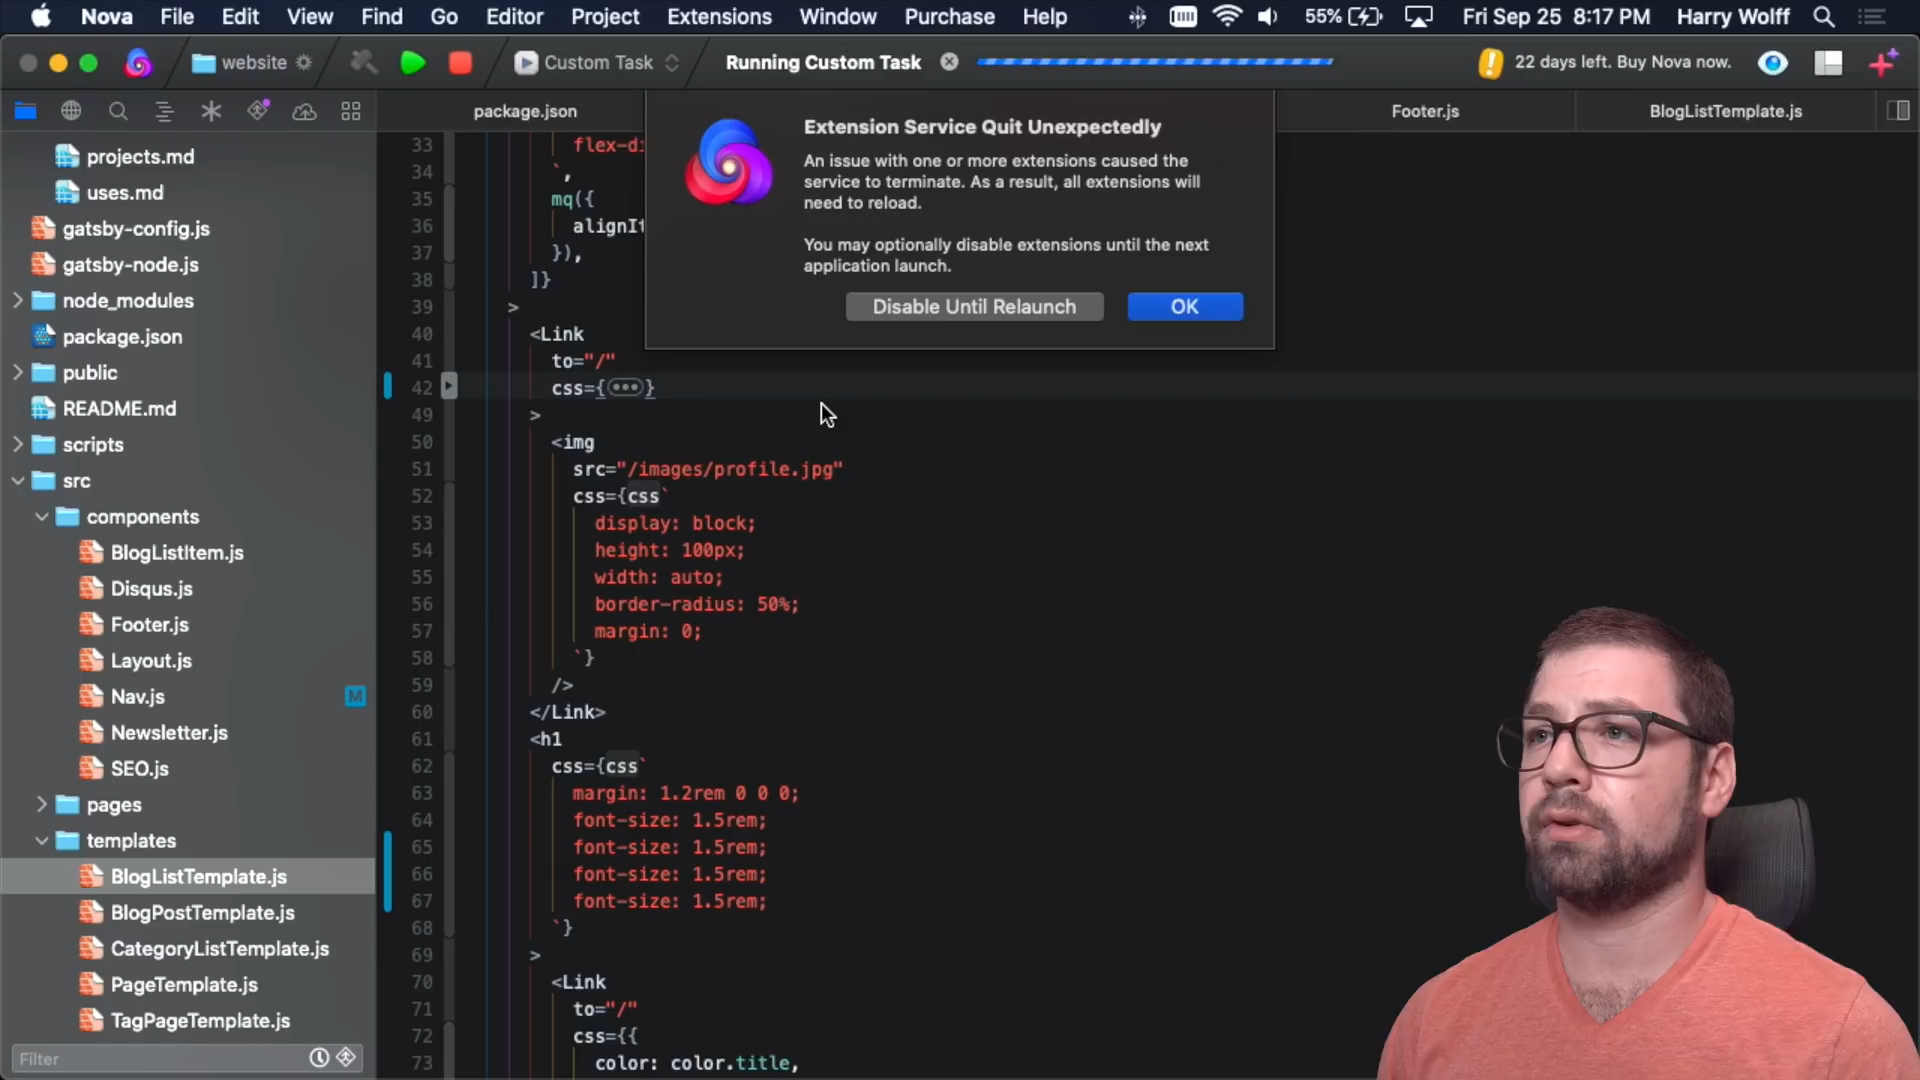 Nova File Edit View Find Go Editor Project Extensions Window Purchase Help 55% Fri Sep 25 8:17 PM Harry Wolff
website Custom Task Running Custom Task 22 days left. Buy Nova now.
package.json Footer.js BlogListTemplate.js
projects.md
uses.md
gatsby-config.js
gatsby-node.js
node_modules
package.json
public
README.md
scripts
src
components
BlogListItem.js
Disqus.js
Footer.js
Layout.js
Nav.js M
Newsletter.js
SEO.js
pages
templates
BlogListTemplate.js
BlogPostTemplate.js
CategoryListTemplate.js
PageTemplate.js
TagPageTemplate.js
Filter
Extension Service Quit Unexpectedly
An issue with one or more extensions caused the
service to terminate. As a result, all extensions will
need to reload.
You may optionally disable extensions until the next
application launch.
Disable Until Relaunch OK
33 flex-di
34 `,
35 mq({
36 alignIt
37 }),
38 ]}
39 >
40 <Link
41 to="/"
42 css={•••}
49 >
50 <img
51 src="/images/profile.jpg"
52 css={css`
53 display: block;
54 height: 100px;
55 width: auto;
56 border-radius: 50%;
57 margin: 0;
58 `}
59 />
60 </Link>
61 <h1
62 css={css`
63 margin: 1.2rem 0 0 0;
64 font-size: 1.5rem;
65 font-size: 1.5rem;
66 font-size: 1.5rem;
67 font-size: 1.5rem;
68 `}
69 >
70 <Link
71 to="/"
72 css={{
73 color: color.title,